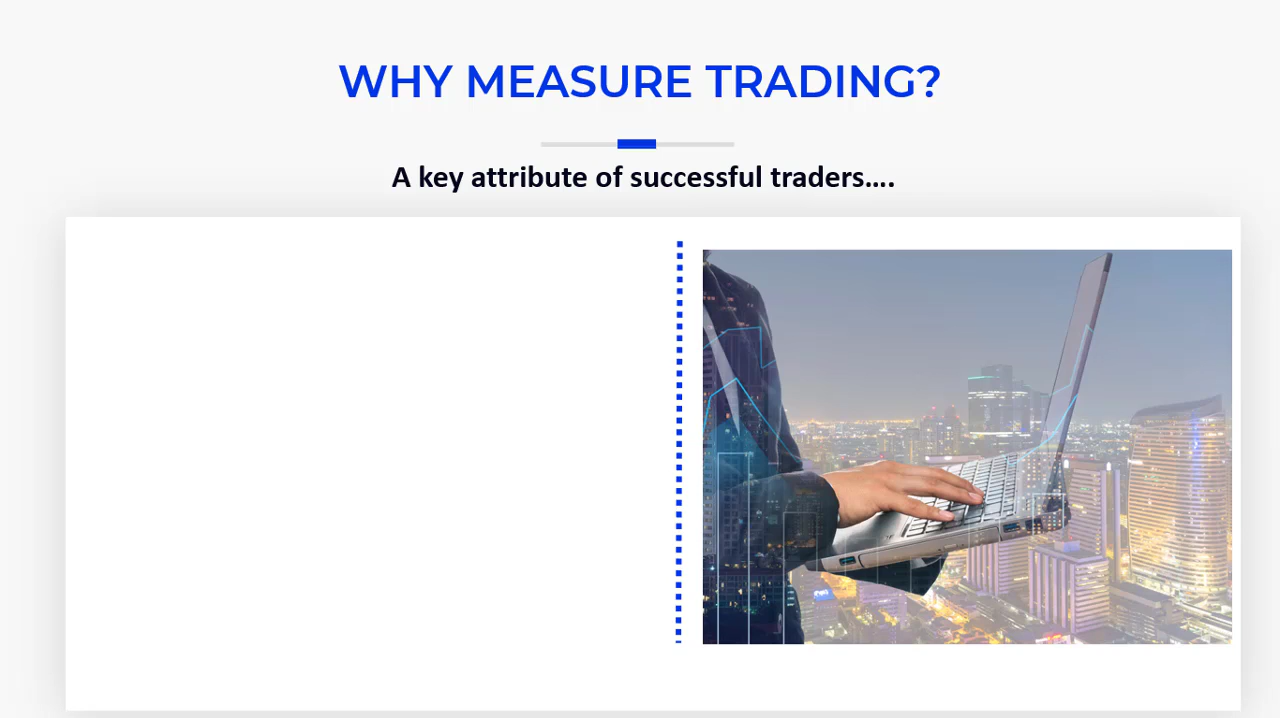 WHY MEASURE TRADING?
A key attribute of successful traders....